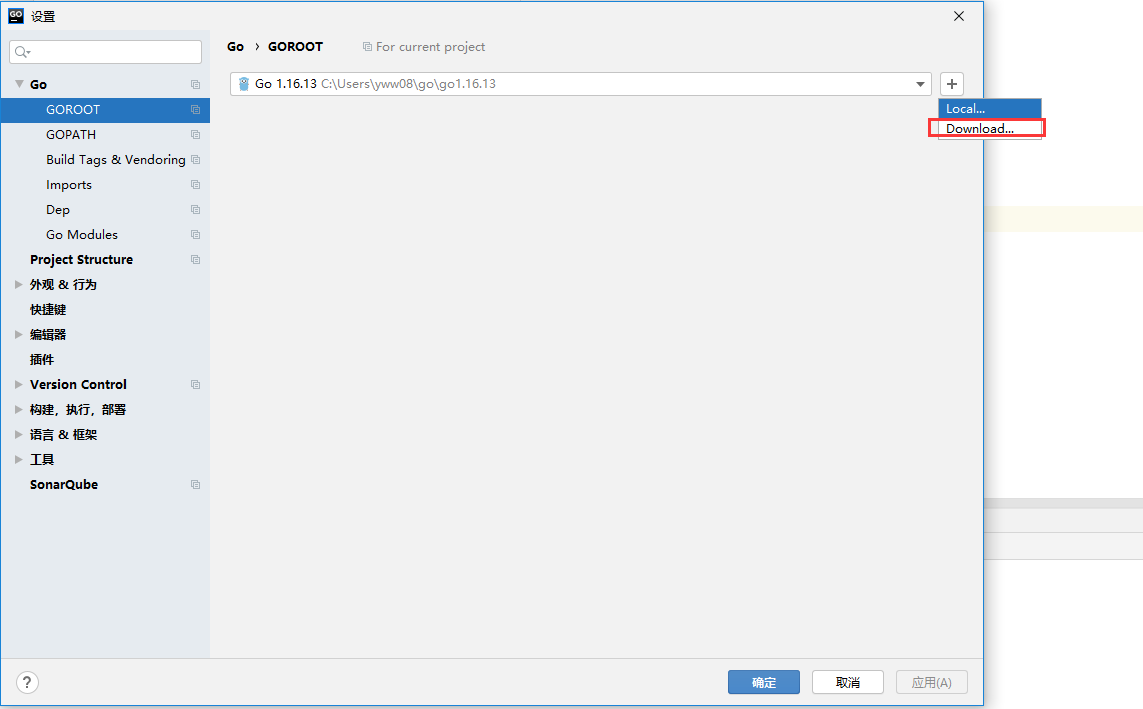 GO 设置
Go › GOROOT For current project
Go
GOROOT
GOPATH
Build Tags & Vendoring
Imports
Dep
Go Modules
Project Structure
外观 & 行为
快捷键
编辑器
插件
Version Control
构建，执行，部署
语言 & 框架
工具
SonarQube
Go 1.16.13 C:\Users\yww08\go\go1.16.13
Local...
Download...
?
确定 取消 应用(A)